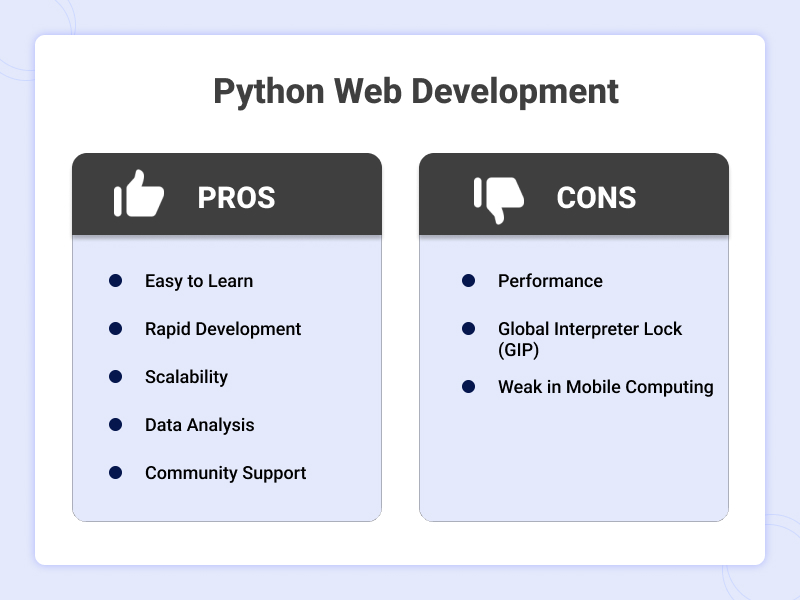 Python Web Development
PROS
Easy to Learn
Rapid Development
Scalability
Data Analysis
Community Support
CONS
Performance
Global Interpreter Lock
(GIP)
Weak in Mobile Computing